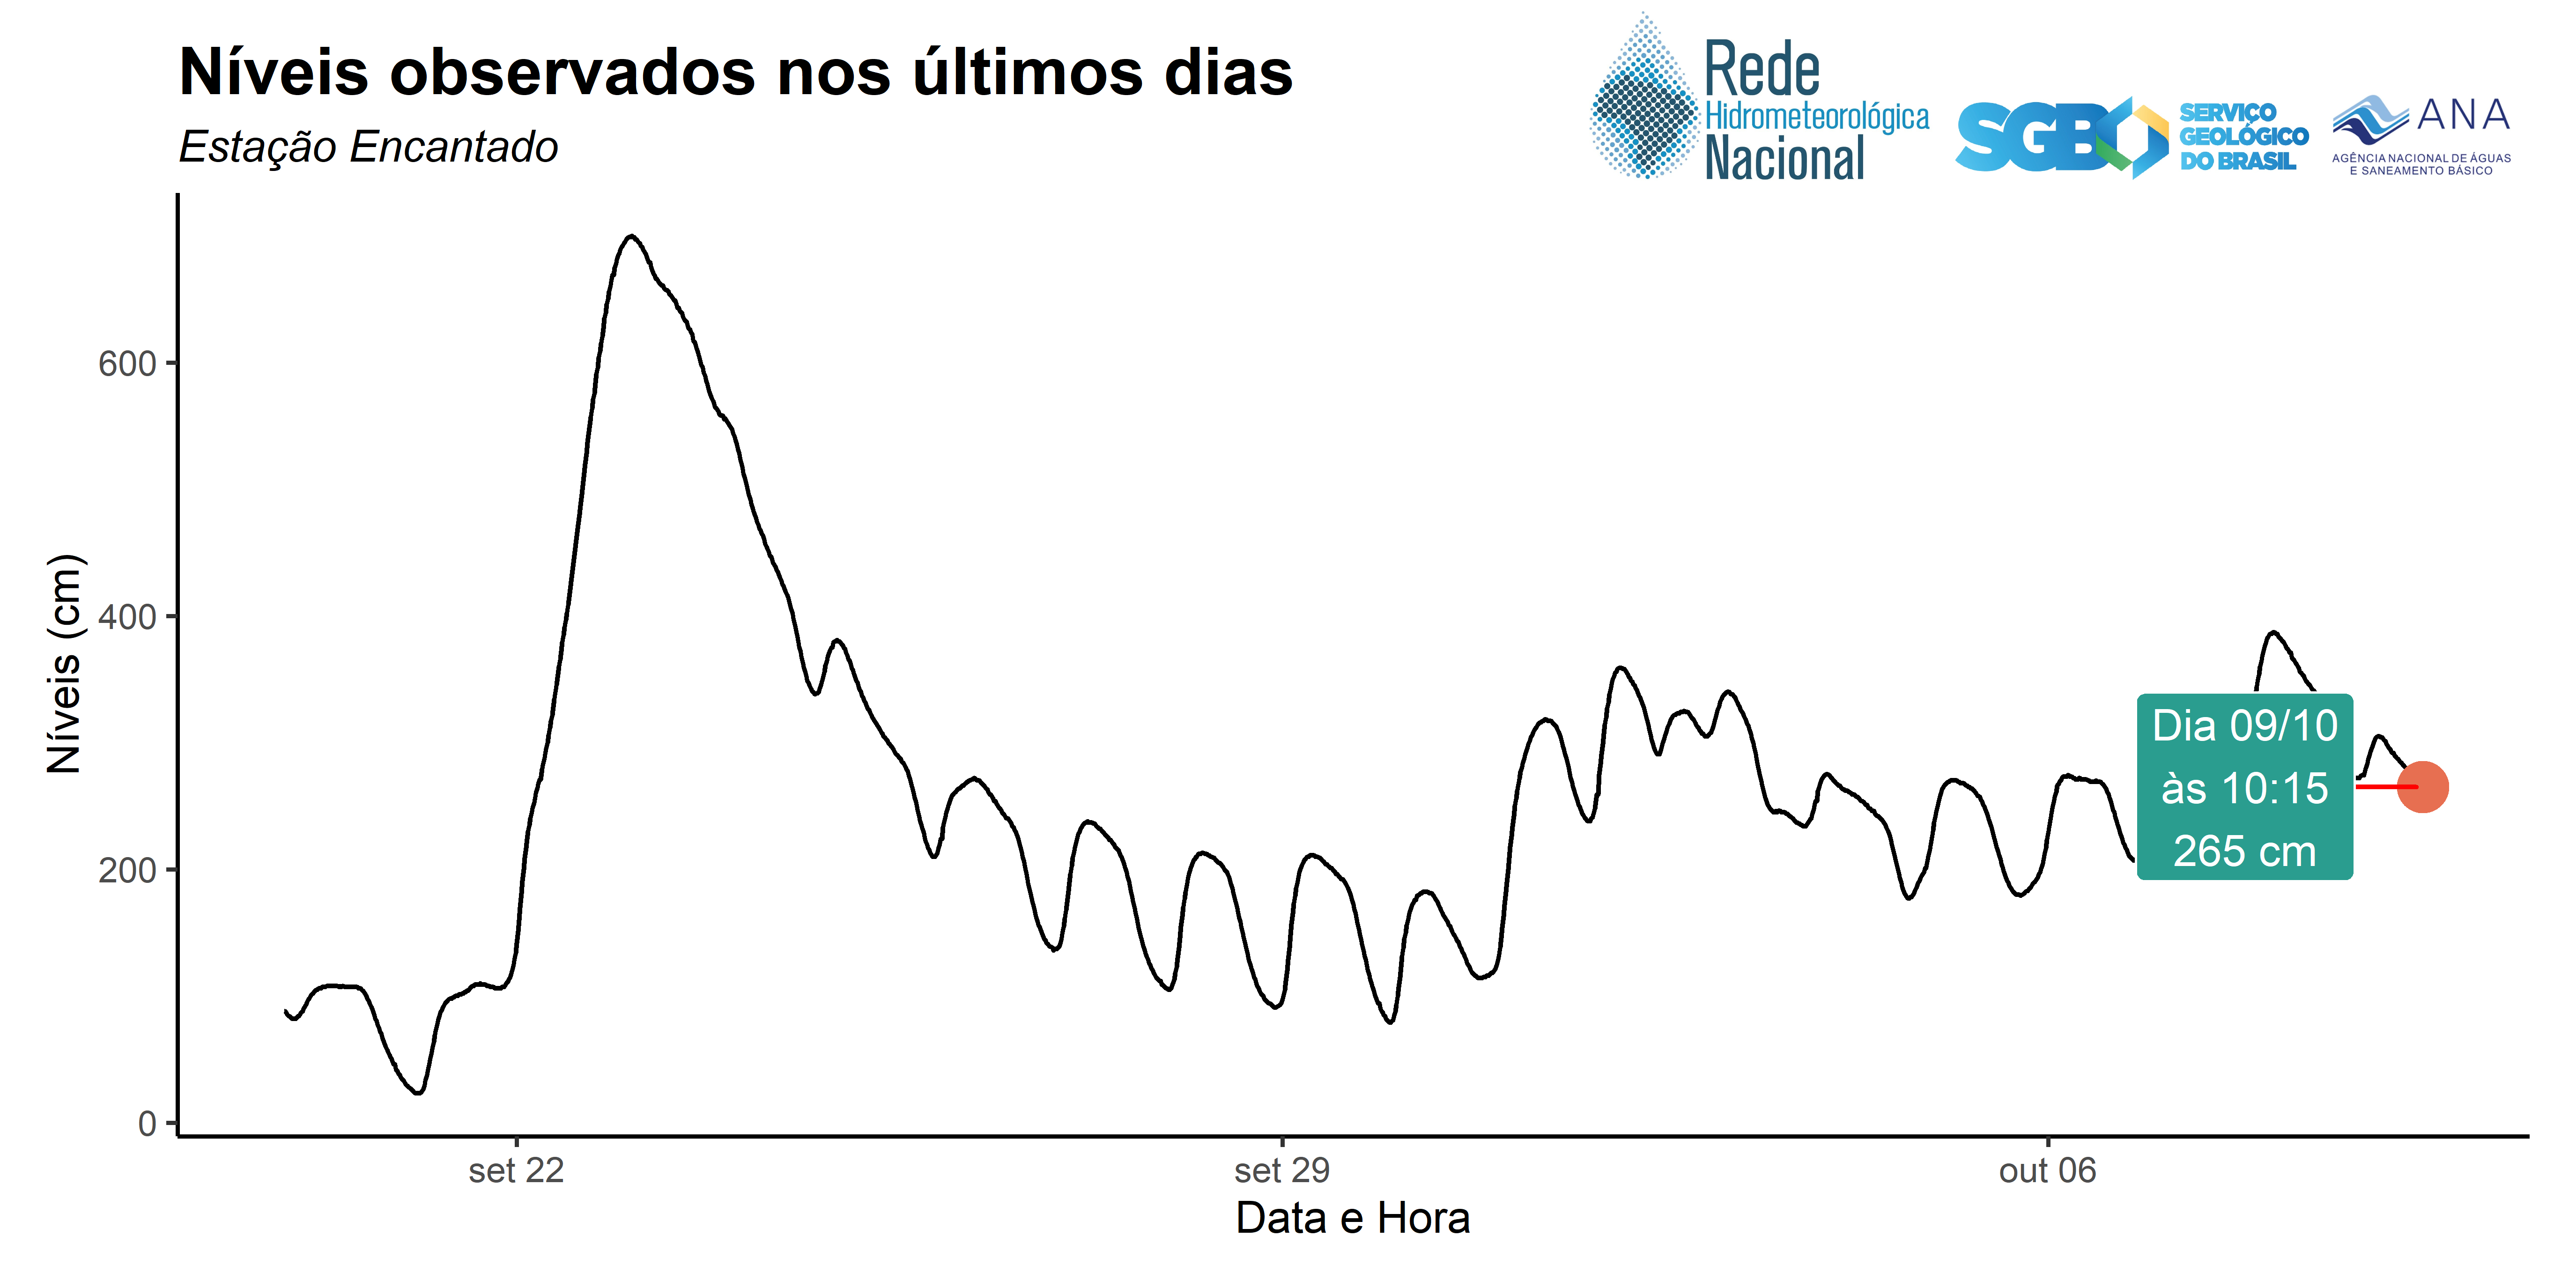 Níveis observados nos últimos dias
Estação Encantado
Rede
Hidrometeorológica
Nacional
SGB
SERVIÇO
GEOLÓGICO
DO BRASIL
ANA
AGÊNCIA NACIONAL DE ÁGUAS
E SANEAMENTO BÁSICO
Níveis (cm)
600
400
200
0
Dia 09/10
às 10:15
265 cm
set 22
set 29
out 06
Data e Hora